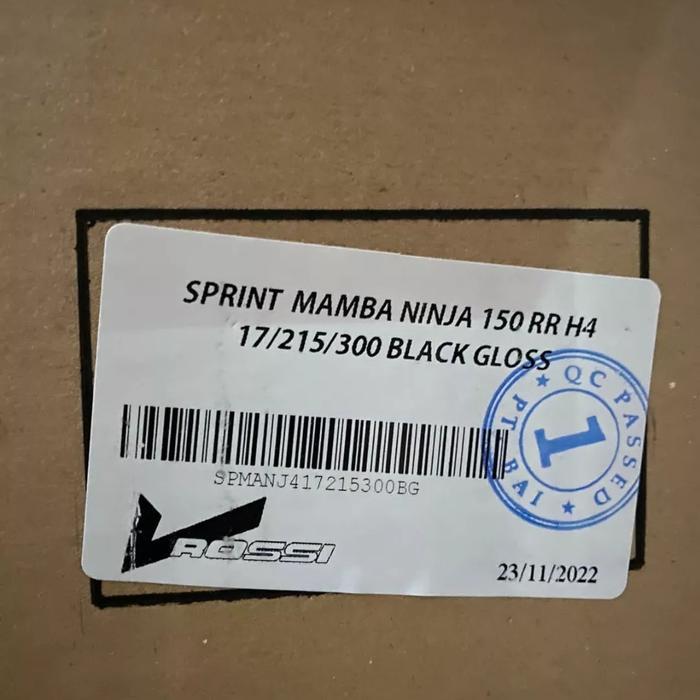 SPRINT MAMBA NINJA 150 RR H4
17/215/300 BLACK GLOSS
QC PASSED
1
PT BAI
SPMANJ417215300BG
VROSSI
23/11/2022